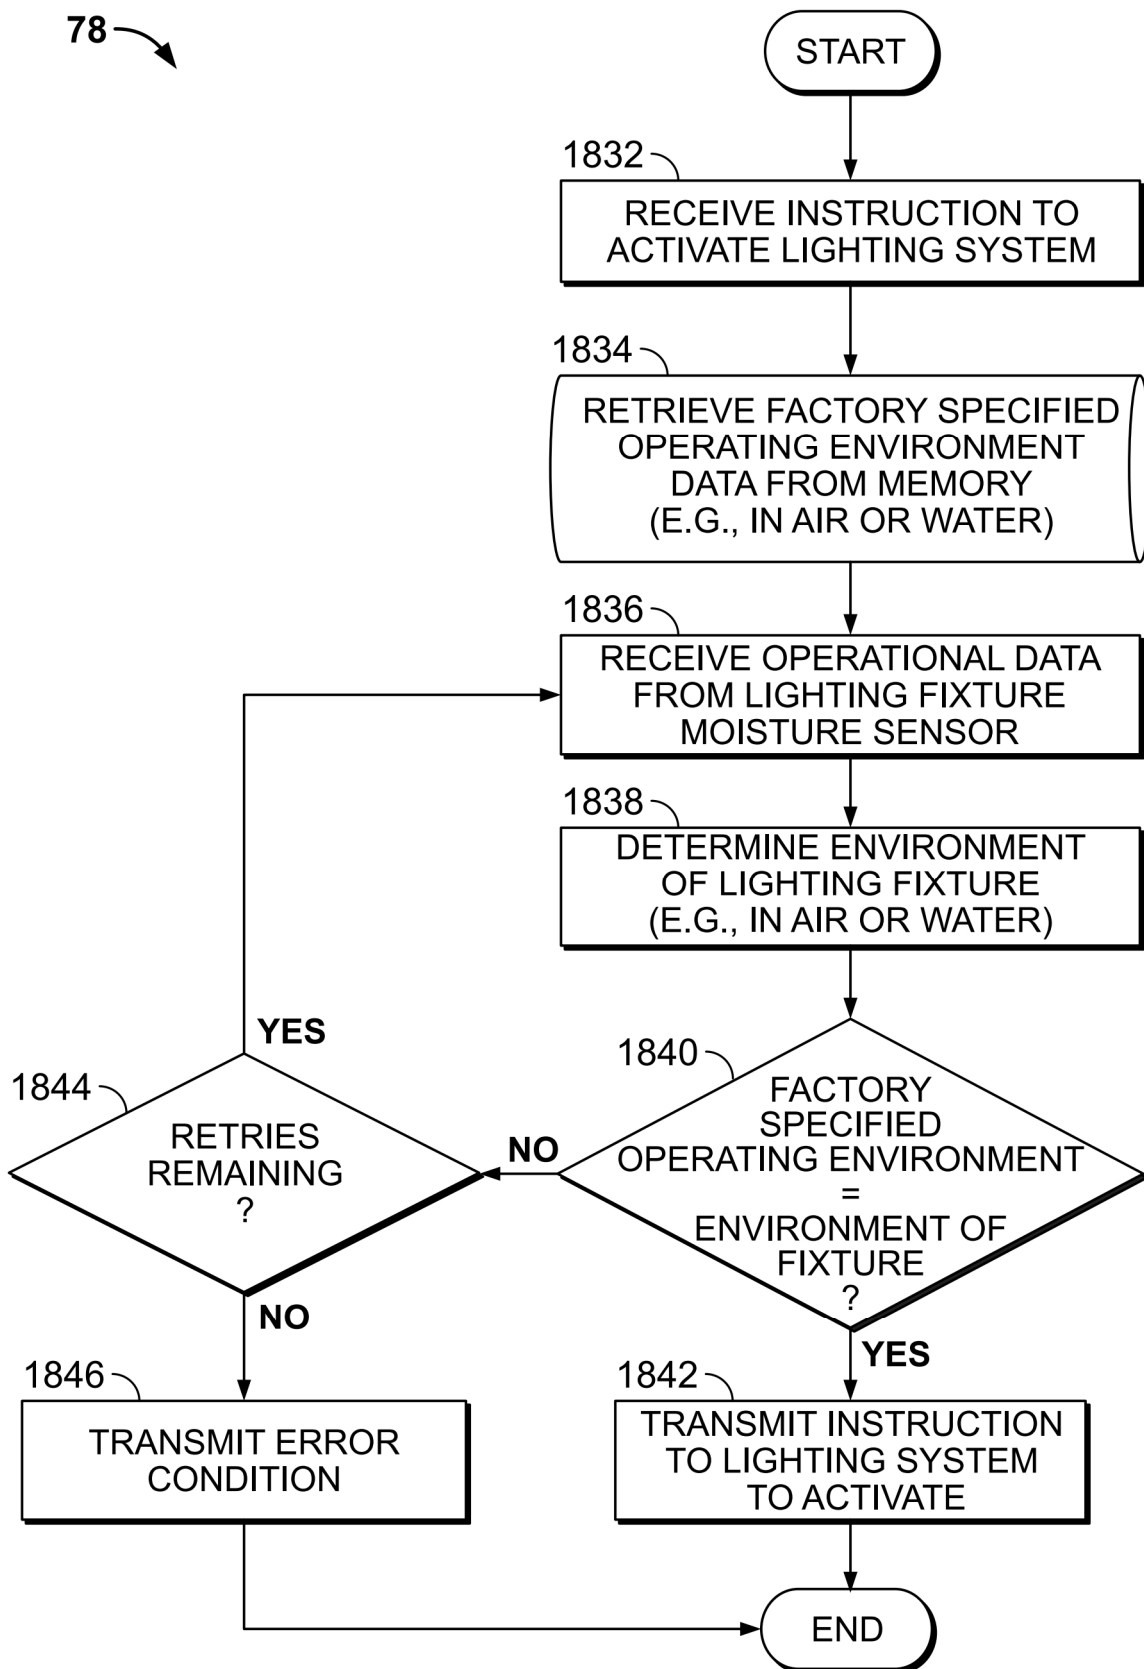 78
START
1832
RECEIVE INSTRUCTION TO
ACTIVATE LIGHTING SYSTEM
1834
RETRIEVE FACTORY SPECIFIED
OPERATING ENVIRONMENT
DATA FROM MEMORY
(E.G., IN AIR OR WATER)
1836
RECEIVE OPERATIONAL DATA
FROM LIGHTING FIXTURE
MOISTURE SENSOR
1838
DETERMINE ENVIRONMENT
OF LIGHTING FIXTURE
(E.G., IN AIR OR WATER)
1840
FACTORY
SPECIFIED
OPERATING ENVIRONMENT
=
ENVIRONMENT OF
FIXTURE
?
NO
YES
1844
RETRIES
REMAINING
?
YES
NO
1846
TRANSMIT ERROR
CONDITION
1842
TRANSMIT INSTRUCTION
TO LIGHTING SYSTEM
TO ACTIVATE
END